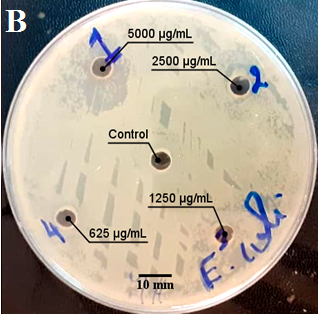 B
1
5000 µg/mL
2500 µg/mL
2
Control
1250 µg/mL
3
4
625 µg/mL
E. coli
10 mm